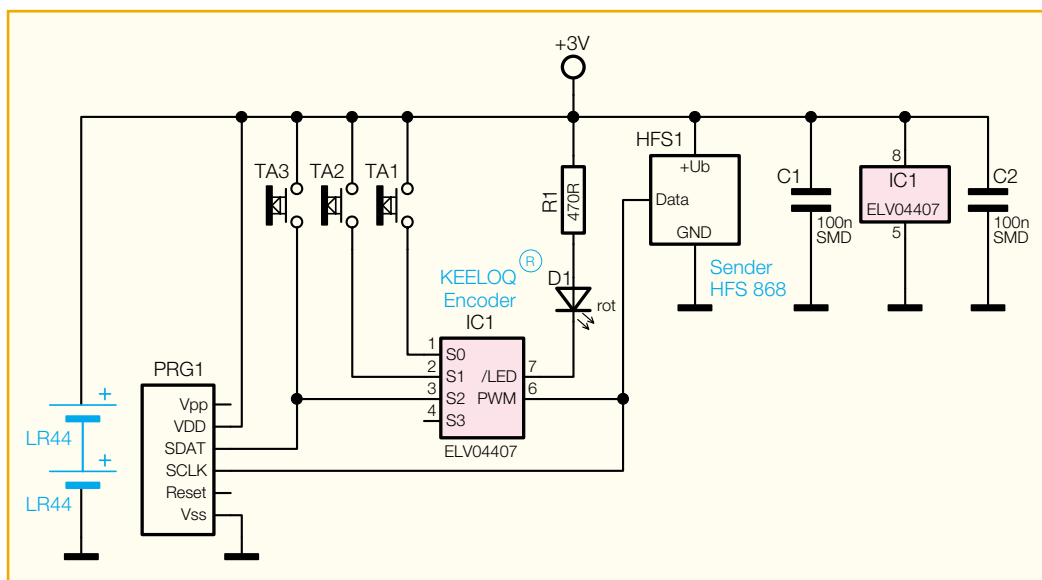 +3V
HFS1
TA3
TA2
TA1
+Ub
Data
GND
Sender
HFS 868
R1
470R
C1
100n
SMD
8
IC1
ELV04407
5
C2
100n
SMD
KEELOQ ®
Encoder
IC1
D1
rot
1
2
3
4
S0
S1
S2
S3
/LED
PWM
7
6
ELV04407
PRG1
Vpp
VDD
SDAT
SCLK
Reset
Vss
+
LR44
+
LR44